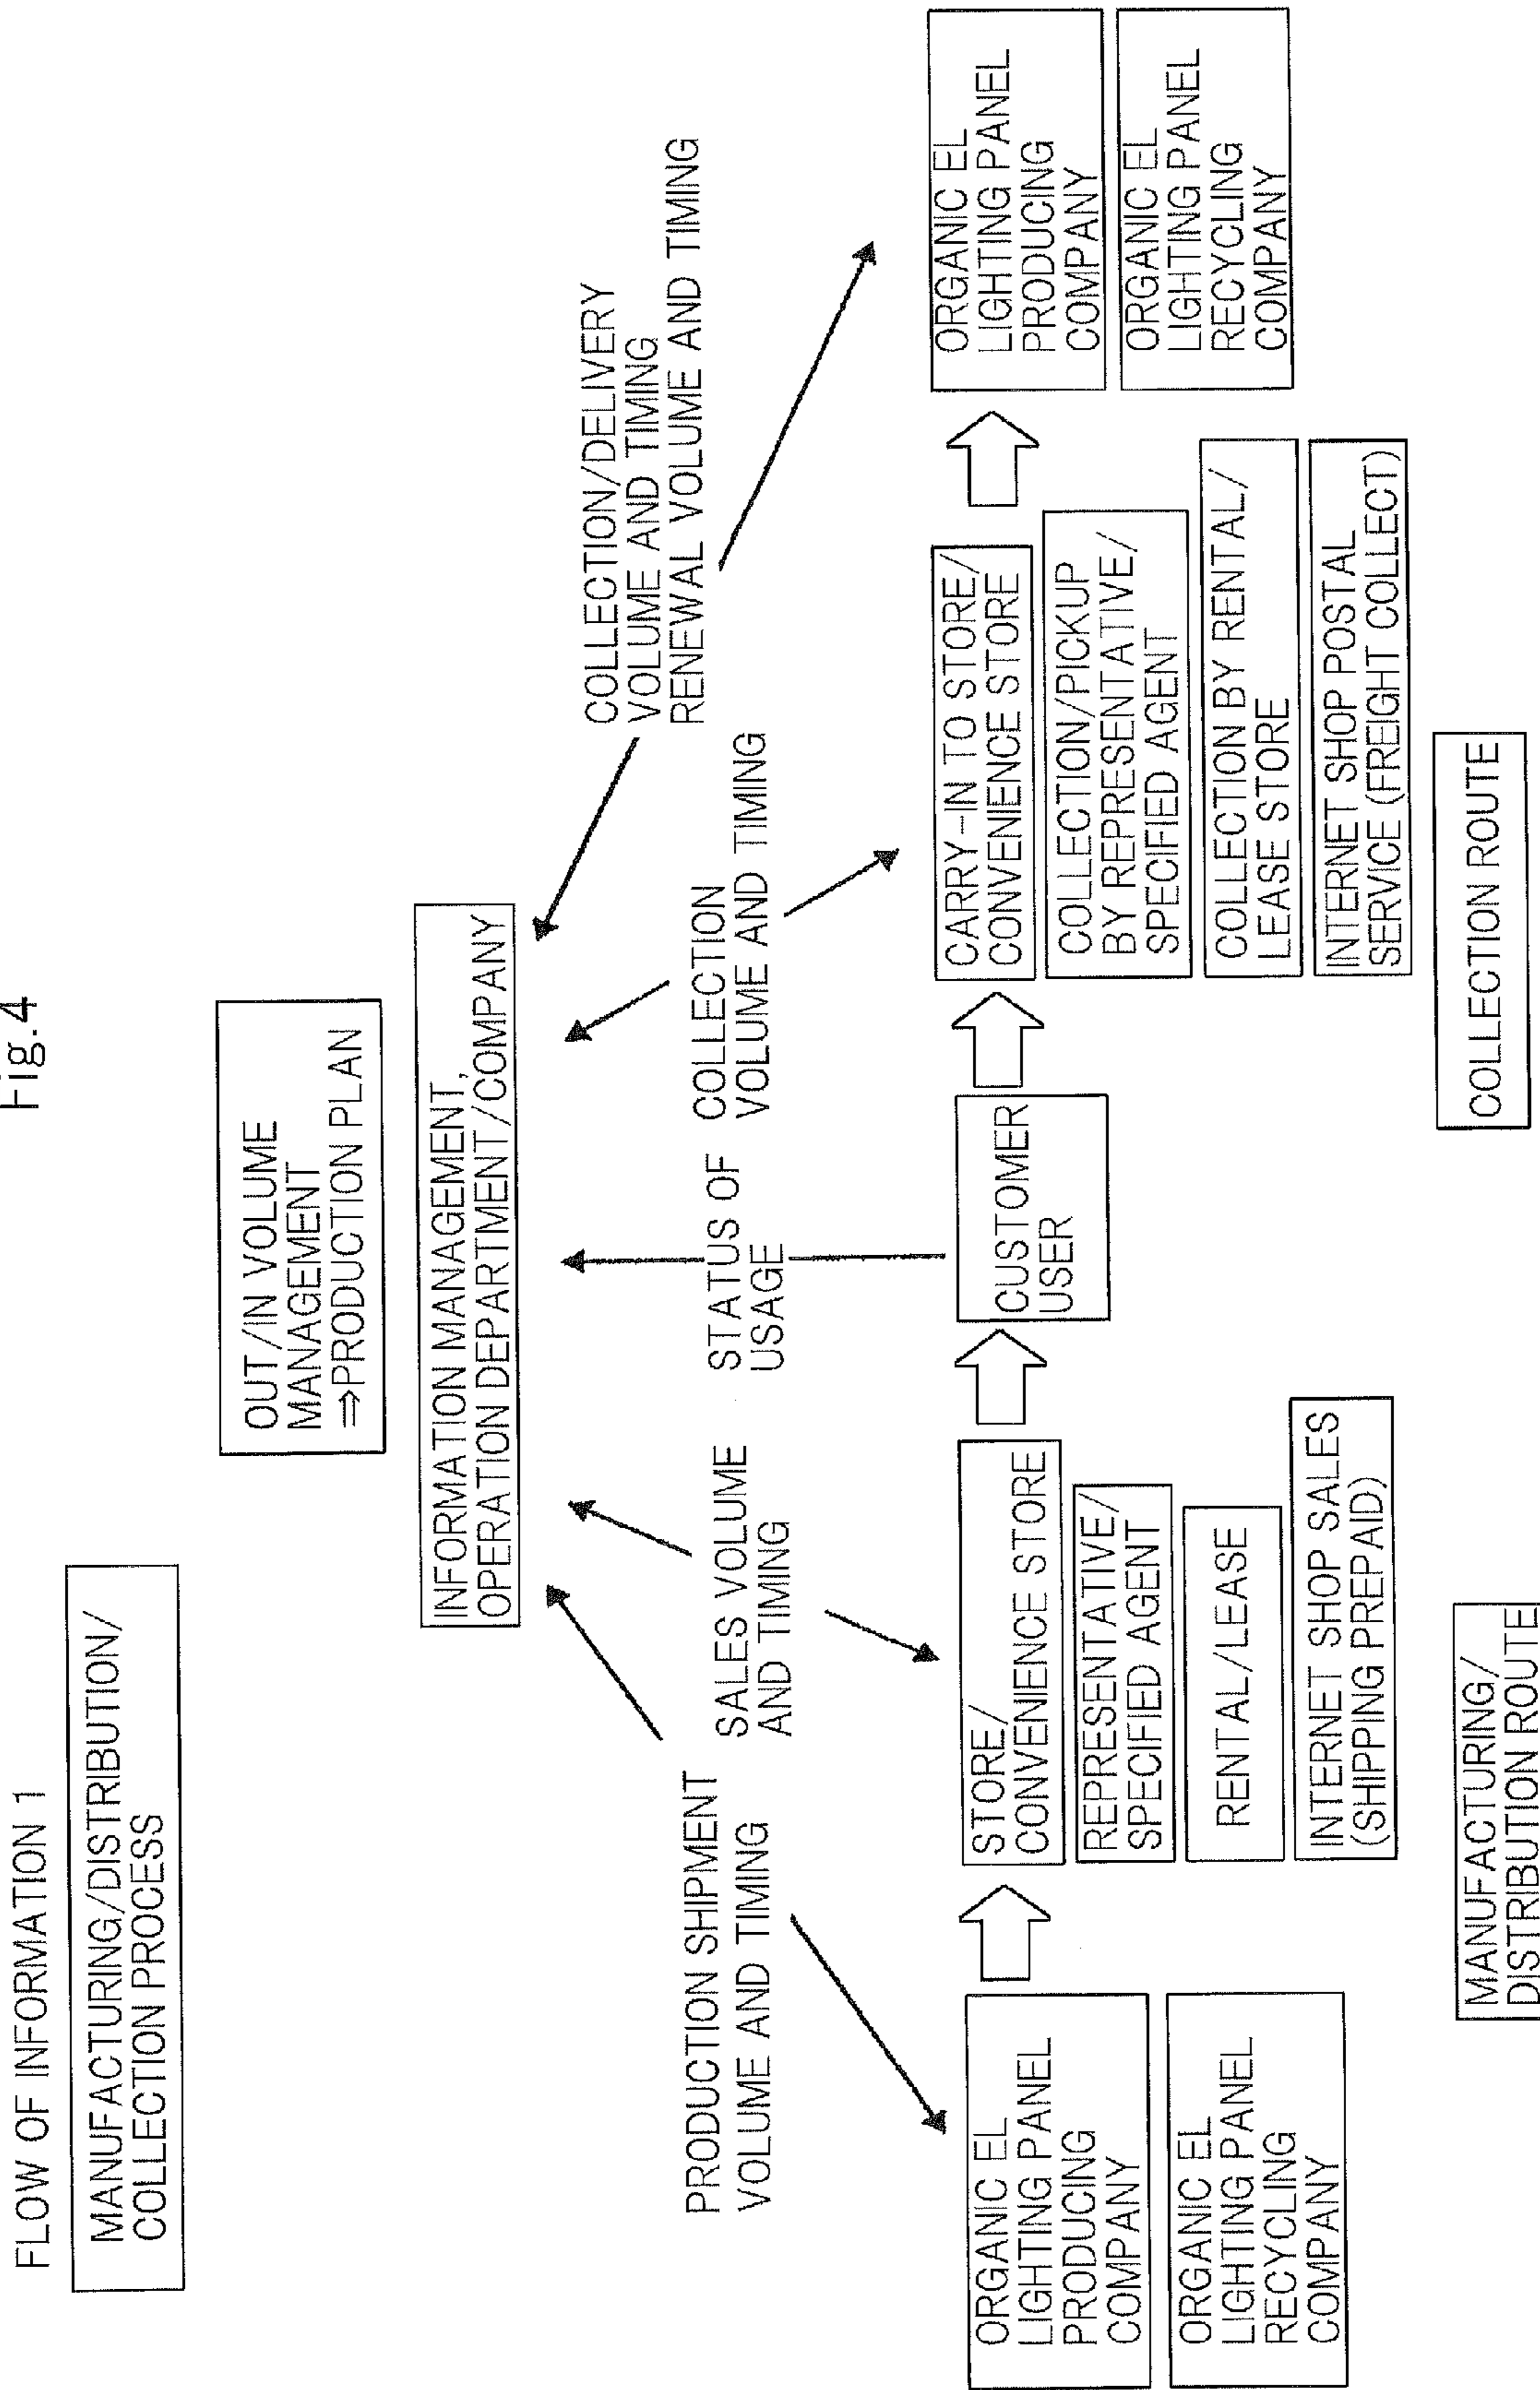 Fig.4
FLOW OF INFORMATION 1
MANUFACTURING/DISTRIBUTION/
COLLECTION PROCESS
OUT/IN VOLUME
MANAGEMENT
⇒PRODUCTION PLAN
INFORMATION MANAGEMENT,
OPERATION DEPARTMENT/COMPANY
PRODUCTION SHIPMENT
VOLUME AND TIMING
SALES VOLUME
AND TIMING
STATUS OF
USAGE
COLLECTION
VOLUME AND TIMING
COLLECTION/DELIVERY
VOLUME AND TIMING
RENEWAL VOLUME AND TIMING
ORGANIC EL
LIGHTING PANEL
PRODUCING
COMPANY
ORGANIC EL
LIGHTING PANEL
RECYCLING
COMPANY
STORE/
CONVENIENCE STORE
REPRESENTATIVE/
SPECIFIED AGENT
RENTAL/LEASE
INTERNET SHOP SALES
(SHIPPING PREPAID)
CUSTOMER
USER
CARRY-IN TO STORE/
CONVENIENCE STORE
COLLECTION/PICKUP
BY REPRESENTATIVE/
SPECIFIED AGENT
COLLECTION BY RENTAL/
LEASE STORE
INTERNET SHOP POSTAL
SERVICE (FREIGHT COLLECT)
ORGANIC EL
LIGHTING PANEL
PRODUCING
COMPANY
ORGANIC EL
LIGHTING PANEL
RECYCLING
COMPANY
MANUFACTURING/
DISTRIBUTION ROUTE
COLLECTION ROUTE